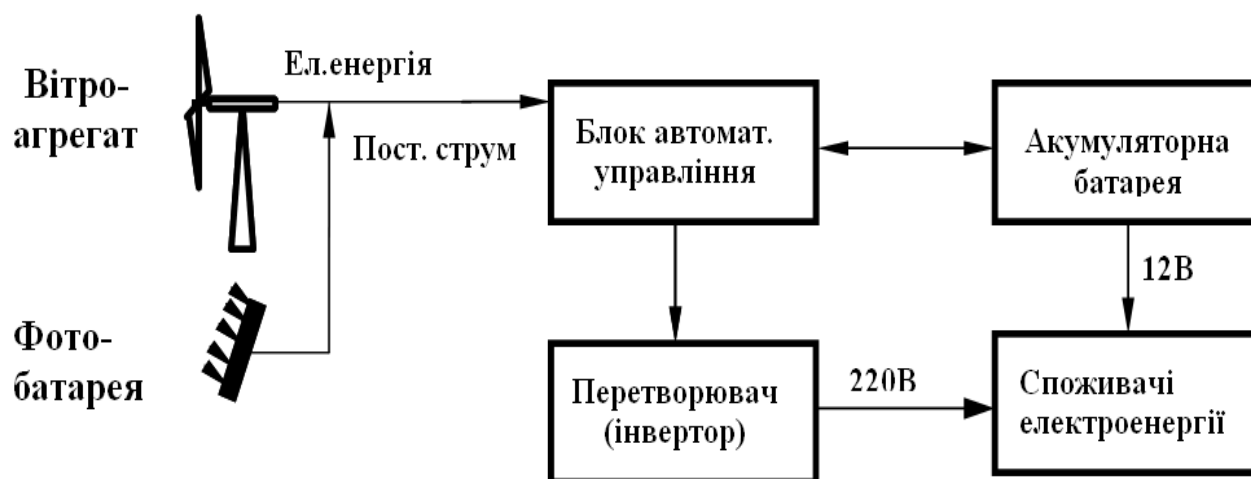 Вітро-
агрегат
Ел.енергія
Пост. струм
Блок автомат.
управління
Акумуляторна
батарея
12В
Фото-
батарея
Перетворювач
(інвертор)
220В
Споживачі
електроенергії